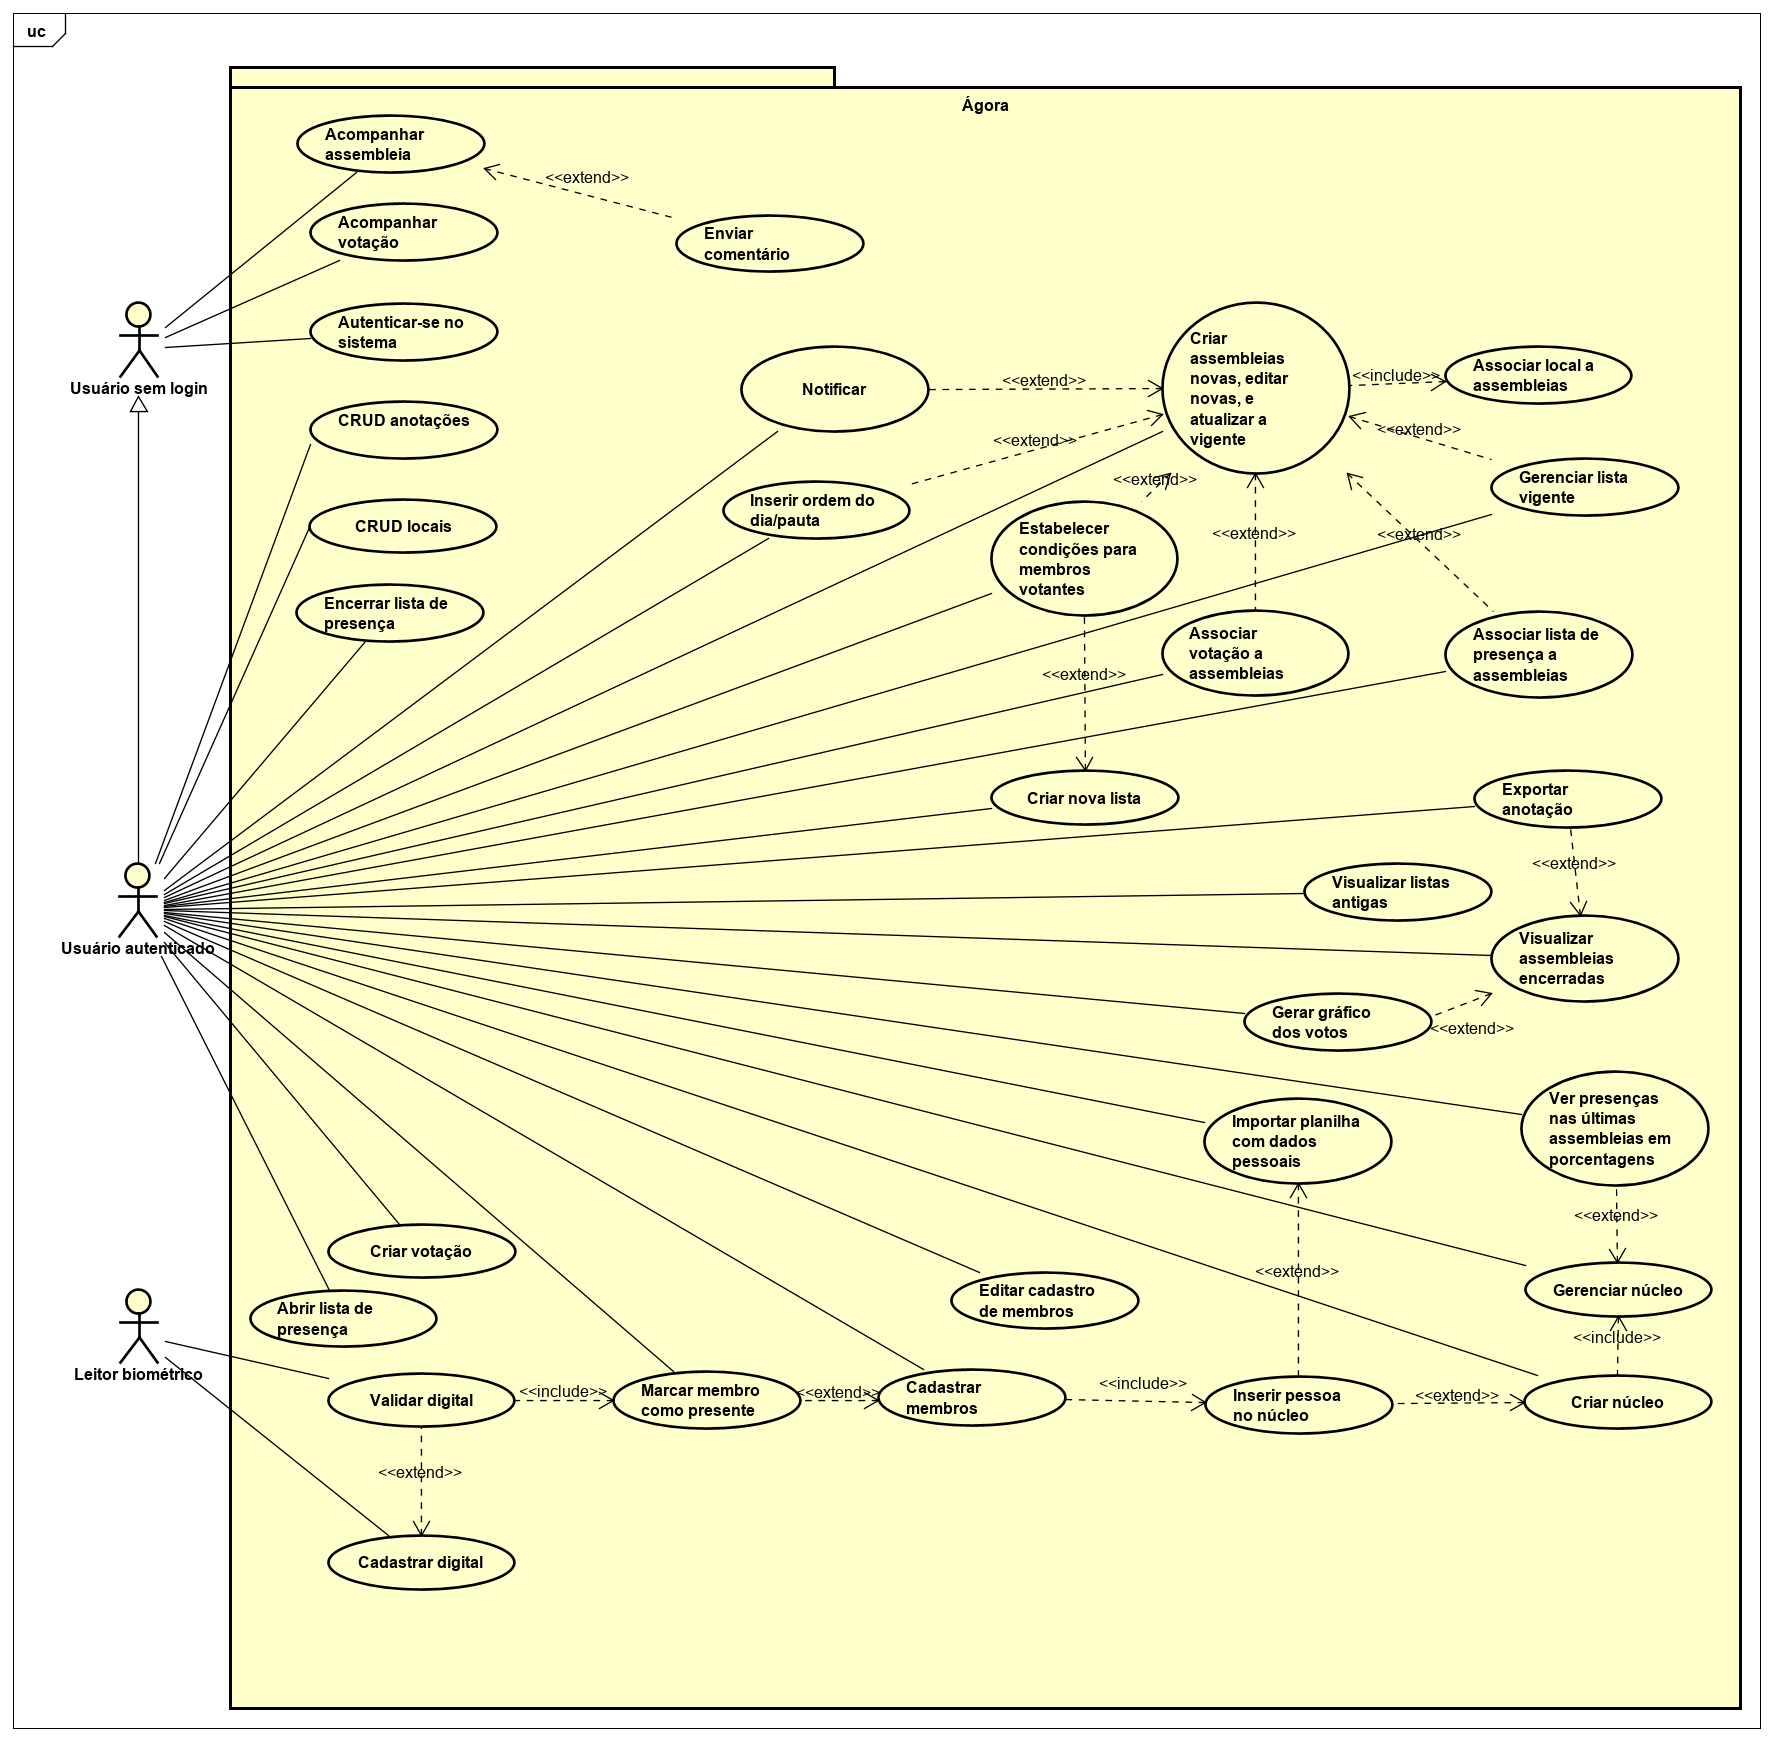 uc
Ágora
Acompanhar
assembleia
<<extend>>
Acompanhar
votação
Enviar
comentário
Autenticar-se no
sistema
Usuário sem login
CRUD anotações
CRUD locais
Encerrar lista de
presença
Notificar
<<extend>>
Criar
assembleias
novas, editar
novas, e
atualizar a
vigente
<<include>>
Associar local a
assembleias
<<extend>>
<<extend>>
Inserir ordem do
dia/pauta
<<extend>>
Gerenciar lista
vigente
Estabelecer
condições para
membros
votantes
<<extend>>
<<extend>>
Associar
votação a
assembleias
Associar lista de
presença a
assembleias
<<extend>>
Criar nova lista
Exportar
anotação
<<extend>>
Visualizar listas
antigas
Usuário autenticado
Visualizar
assembleias
encerradas
Gerar gráfico
dos votos
<<extend>>
Importar planilha
com dados
pessoais
Ver presenças
nas últimas
assembleias em
porcentagens
<<extend>>
Criar votação
<<extend>>
Editar cadastro
de membros
Gerenciar núcleo
Abrir lista de
presença
<<include>>
Leitor biométrico
Validar digital
<<include>>
Marcar membro
como presente
<<extend>>
Cadastrar
membros
<<include>>
Inserir pessoa
no núcleo
<<extend>>
Criar núcleo
<<extend>>
Cadastrar digital